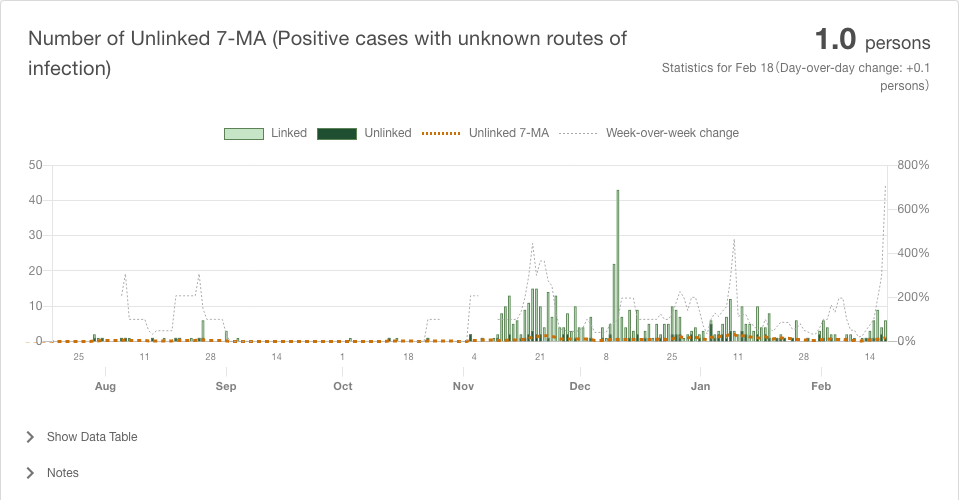 Number of Unlinked 7-MA (Positive cases with unknown routes of
infection)
1.0 persons
Statistics for Feb 18（Day-over-day change: +0.1
persons）
Linked Unlinked Unlinked 7-MA Week-over-week change
50 800%
40 600%
30
400%
20
200%
10
0 0%
25 11 28 14 1 18 4 21 8 25 11 28 14
Aug Sep Oct Nov Dec Jan Feb
Show Data Table
Notes